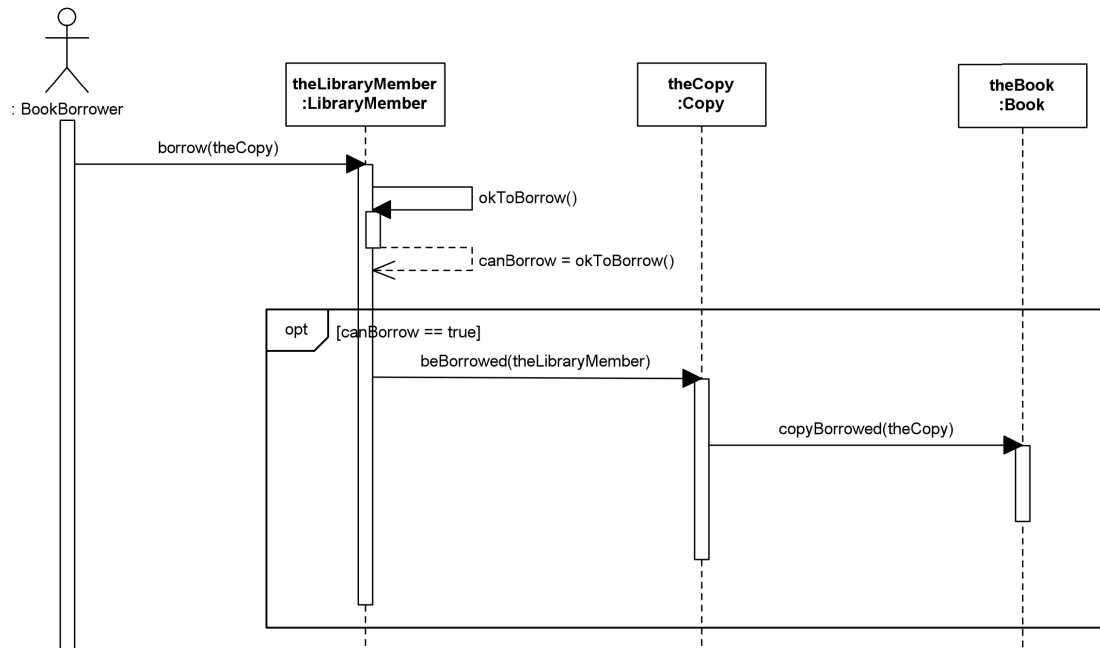 : BookBorrower
theLibraryMember
:LibraryMember
theCopy
:Copy
theBook
:Book
borrow(theCopy)
okToBorrow()
canBorrow = okToBorrow()
opt
[canBorrow == true]
beBorrowed(theLibraryMember)
copyBorrowed(theCopy)